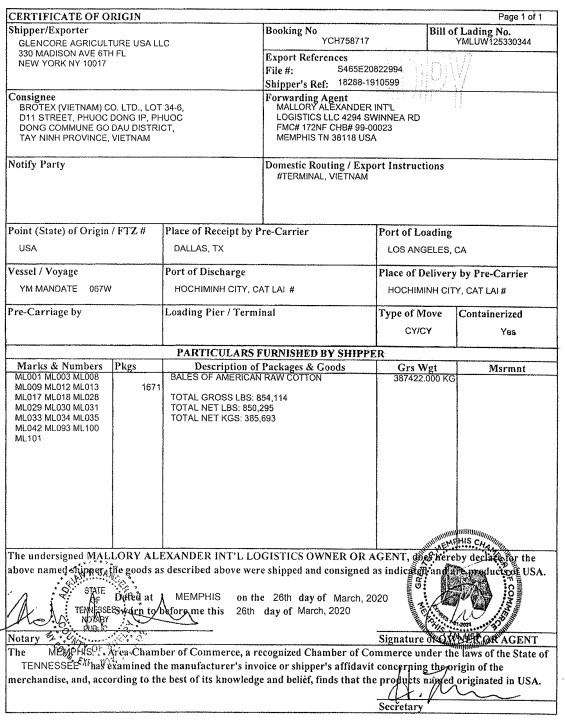 CERTIFICATE OF ORIGIN
Page 1 of 1
Shipper/Exporter
GLENCORE AGRICULTURE USA LLC
330 MADISON AVE 6TH FL
NEW YORK NY 10017
Booking No
YCH758717
Bill of Lading No.
YMLUW125330344
Export References
File #: S465E20822994
Shipper's Ref: 18288-1910599
COPY
Consignee
BROTEX (VIETNAM) CO. LTD., LOT 34-6,
D11 STREET, PHUOC DONG IP, PHUOC
DONG COMMUNE GO DAU DISTRICT,
TAY NINH PROVINCE, VIETNAM
Forwarding Agent
MALLORY ALEXANDER INT'L
LOGISTICS LLC 4294 SWINNEA RD
FMC# 172NF CHB# 99-00023
MEMPHIS TN 38118 USA
Notify Party
Domestic Routing / Export Instructions
#TERMINAL, VIETNAM
Point (State) of Origin / FTZ #
USA
Place of Receipt by Pre-Carrier
DALLAS, TX
Port of Loading
LOS ANGELES, CA
Vessel / Voyage
YM MANDATE 067W
Port of Discharge
HOCHIMINH CITY, CAT LAI #
Place of Delivery by Pre-Carrier
HOCHIMINH CITY, CAT LAI #
Pre-Carriage by
Loading Pier / Terminal
Type of Move
CY/CY
Containerized
Yes
PARTICULARS FURNISHED BY SHIPPER
Marks & Numbers Pkgs Description of Packages & Goods Grs Wgt Msrmnt
ML001 ML003 ML008 BALES OF AMERICAN RAW COTTON 387422.000 KG
ML009 ML012 ML013 1671
ML017 ML018 ML028 TOTAL GROSS LBS: 854,114
ML029 ML030 ML031 TOTAL NET LBS: 850,295
ML033 ML034 ML035 TOTAL NET KGS: 385,693
ML042 ML093 ML100
ML101
The undersigned MALLORY ALEXANDER INT'L LOGISTICS OWNER OR AGENT, does hereby declare for the
above named shipper, the goods as described above were shipped and consigned as indicated and are products of USA.
Dated at MEMPHIS on the 26th day of March, 2020
Sworn to before me this 26th day of March, 2020
STATE
OF
TENNESSEE
NOTARY
PUBLIC
GREATER MEMPHIS CHAMBER OF COMMERCE
MEMPHIS
Notary
Signature of OWNER OR AGENT
The MEMPHIS Area Chamber of Commerce, a recognized Chamber of Commerce under the laws of the State of
TENNESSEE has examined the manufacturer's invoice or shipper's affidavit concerning the origin of
merchandise, and, according to the best of its knowledge and belief, finds that the products named originated in USA.
Secretary